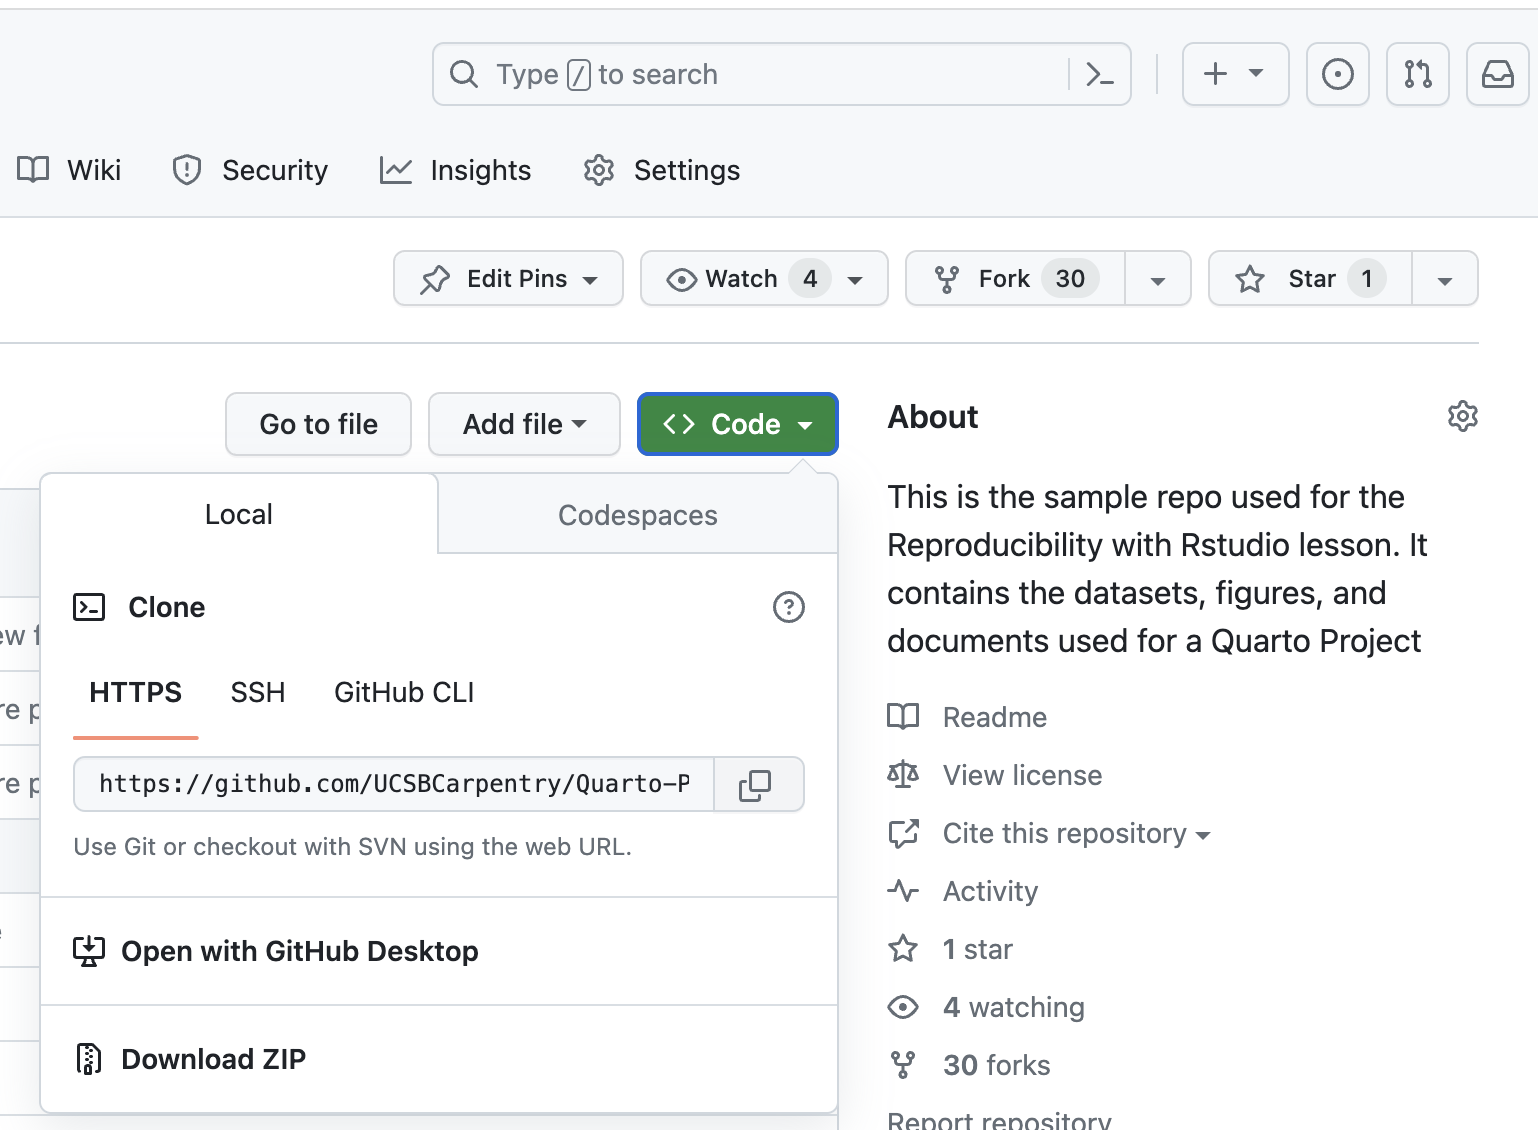 Type / to search
Wiki Security Insights Settings
Edit Pins Watch 4 Fork 30 Star 1
Go to file Add file Code
Local Codespaces
Clone
HTTPS SSH GitHub CLI
https://github.com/UCSBCarpentry/Quarto-P
Use Git or checkout with SVN using the web URL.
Open with GitHub Desktop
Download ZIP
About
This is the sample repo used for the
Reproducibility with Rstudio lesson. It
contains the datasets, figures, and
documents used for a Quarto Project
Readme
View license
Cite this repository
Activity
1 star
4 watching
30 forks
Report repository